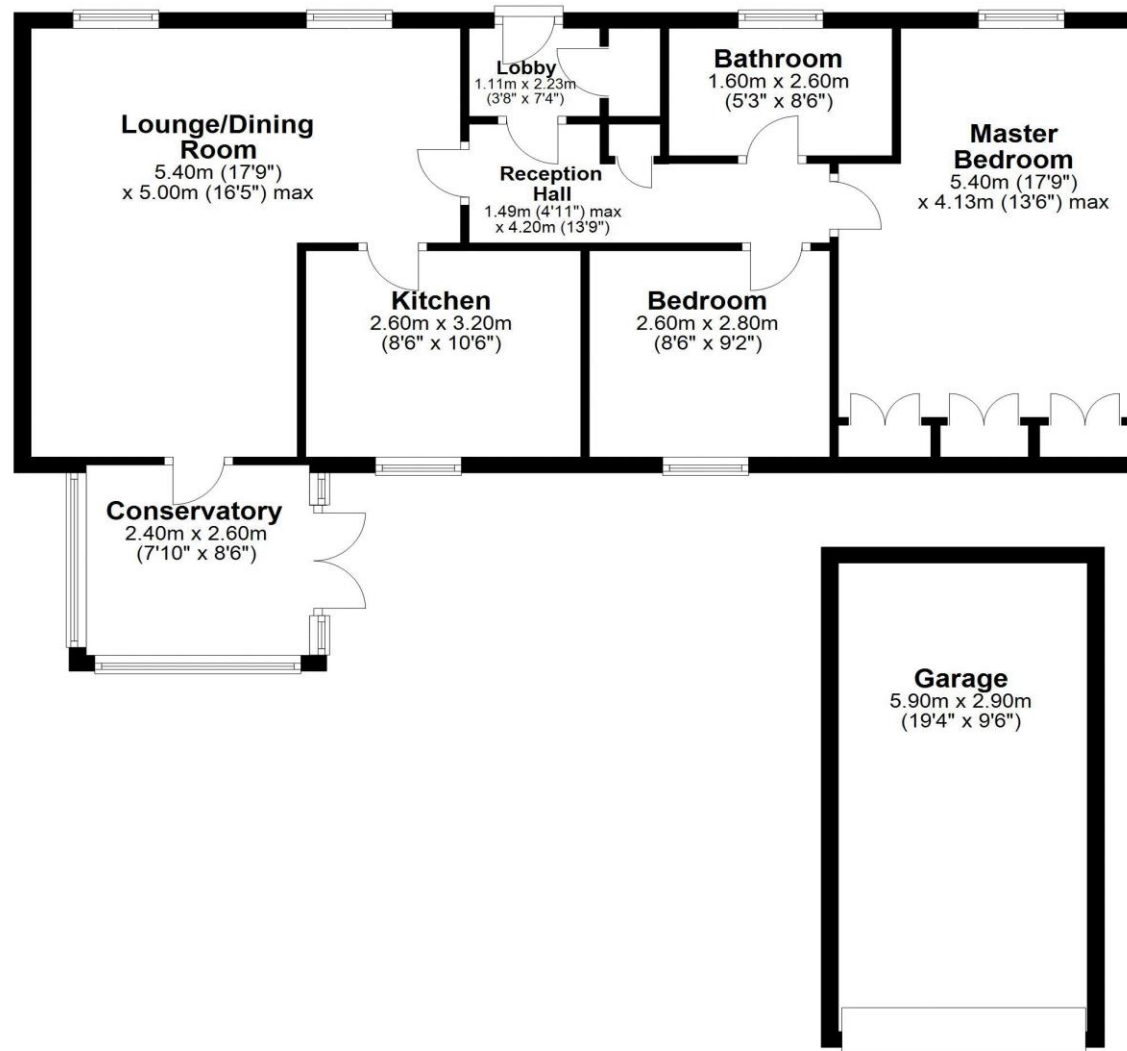 Lobby
1.11m x 2.23m
(3'8" x 7'4")
Bathroom
1.60m x 2.60m
(5'3" x 8'6")
Lounge/Dining
Room
5.40m (17'9")
x 5.00m (16'5") max
Master
Bedroom
5.40m (17'9")
x 4.13m (13'6") max
Reception
Hall
1.49m (4'11") max
x 4.20m (13'9")
Kitchen
2.60m x 3.20m
(8'6" x 10'6")
Bedroom
2.60m x 2.80m
(8'6" x 9'2")
Conservatory
2.40m x 2.60m
(7'10" x 8'6")
Garage
5.90m x 2.90m
(19'4" x 9'6")